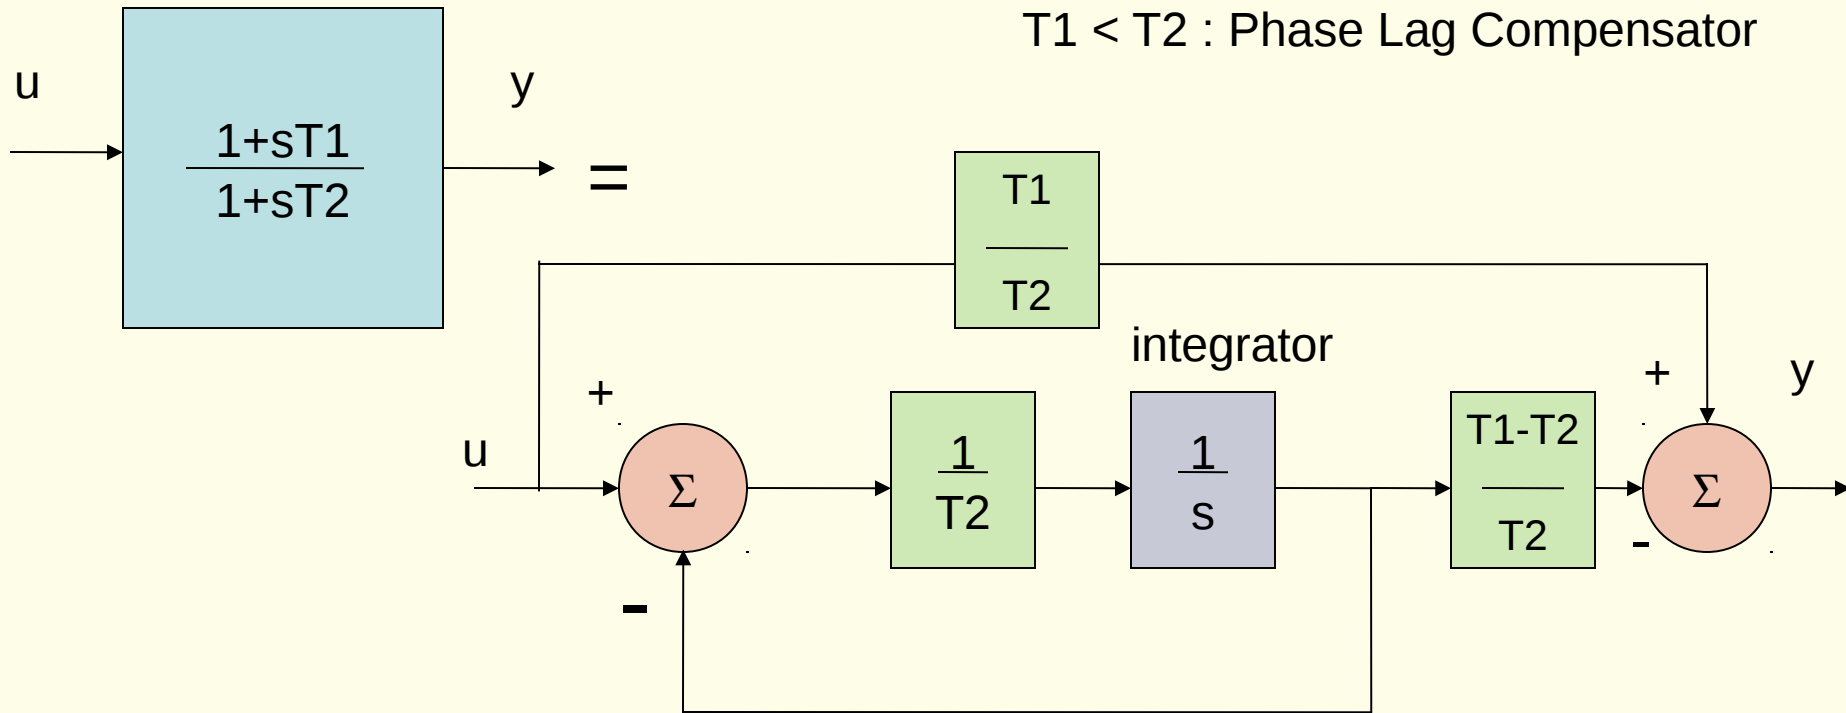 T1 < T2 : Phase Lag Compensator
u
y
1+sT1
1+sT2
=
T1
T2
integrator
+
+
y
u
Σ
1
T2
1
s
T1-T2
T2
Σ
-
-